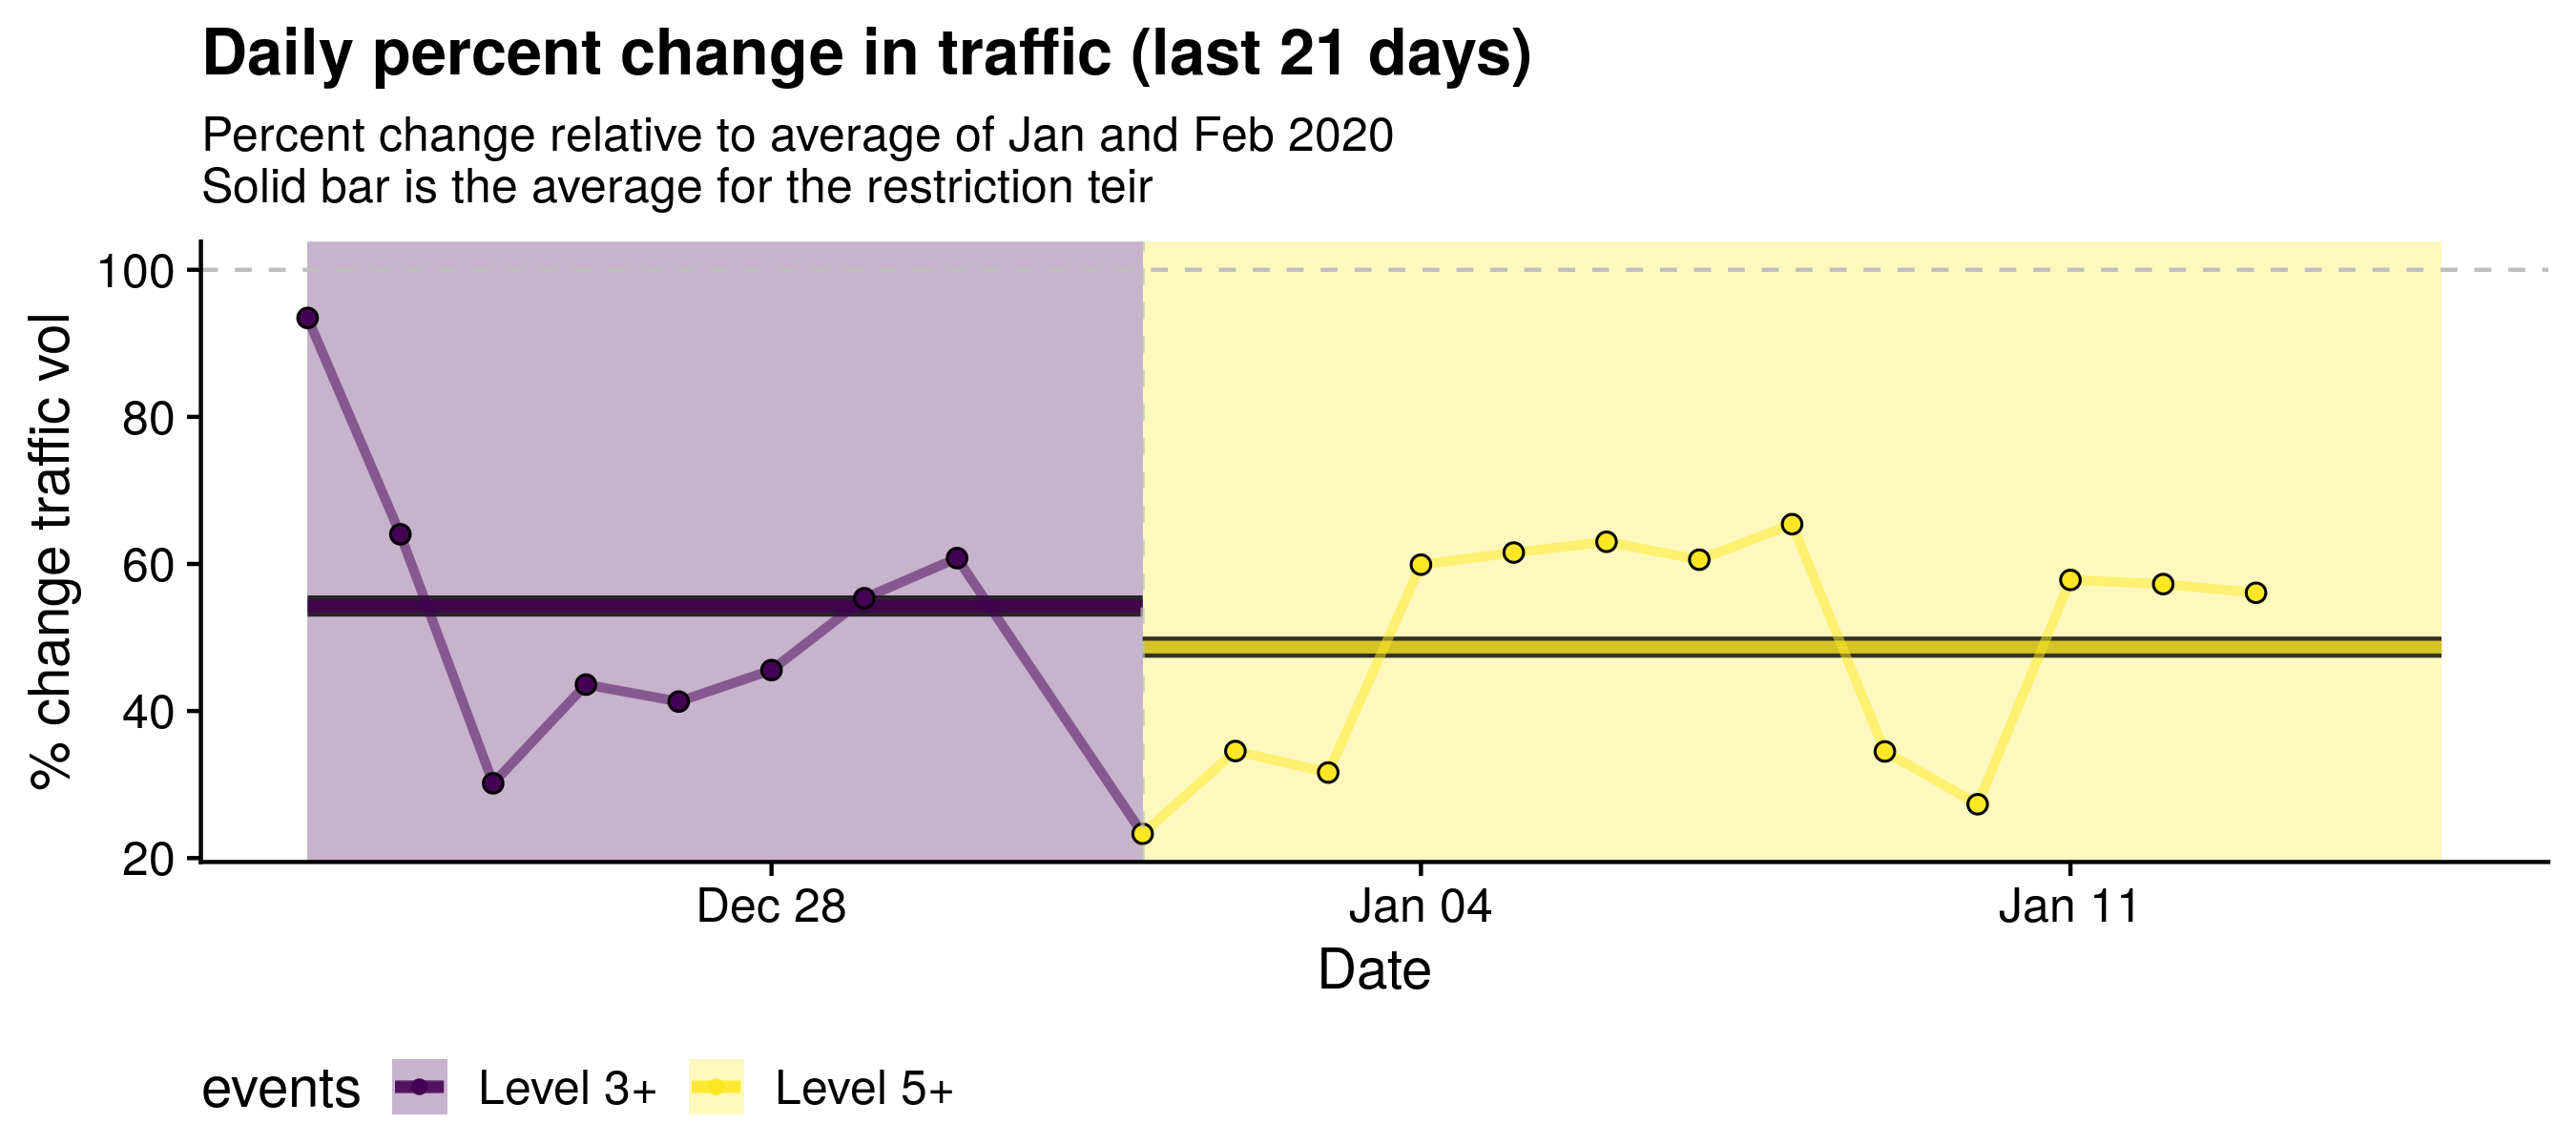 Daily percent change in traffic (last 21 days)
Percent change relative to average of Jan and Feb 2020
Solid bar is the average for the restriction teir
% change traffic vol
100
80
60
40
20
Dec 28 Jan 04 Jan 11
Date
events Level 3+ Level 5+